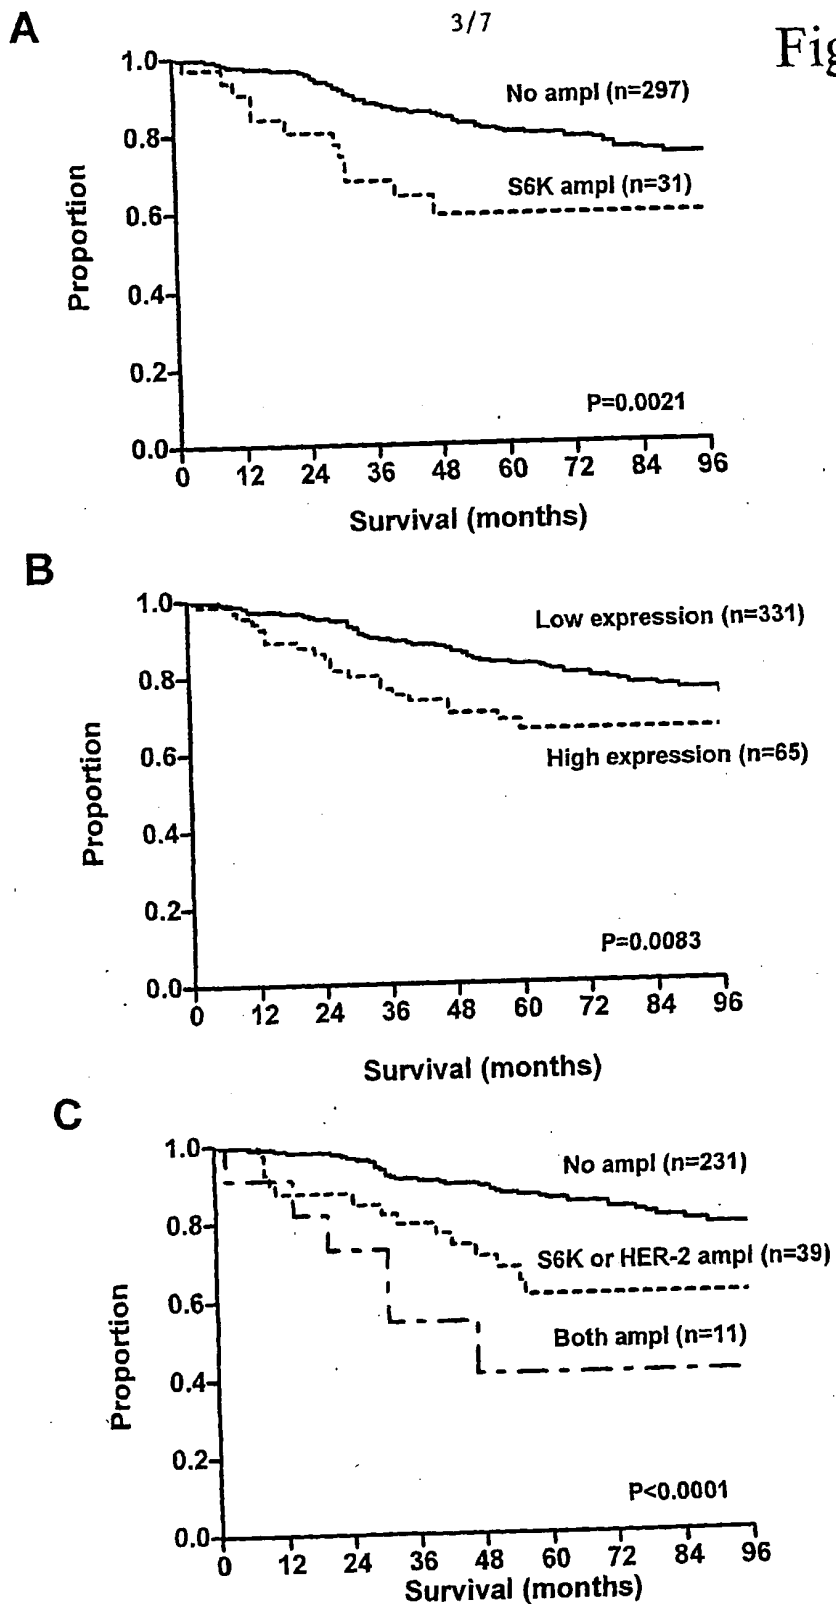 3/7
Fig
A
1.0
0.8
0.6
0.4
0.2
0.0
Proportion
No ampl (n=297)
S6K ampl (n=31)
P=0.0021
0 12 24 36 48 60 72 84 96
Survival (months)
B
1.0
0.8
0.6
0.4
0.2
0.0
Proportion
Low expression (n=331)
High expression (n=65)
P=0.0083
0 12 24 36 48 60 72 84 96
Survival (months)
C
1.0
0.8
0.6
0.4
0.2
0.0
Proportion
No ampl (n=231)
S6K or HER-2 ampl (n=39)
Both ampl (n=11)
P<0.0001
0 12 24 36 48 60 72 84 96
Survival (months)